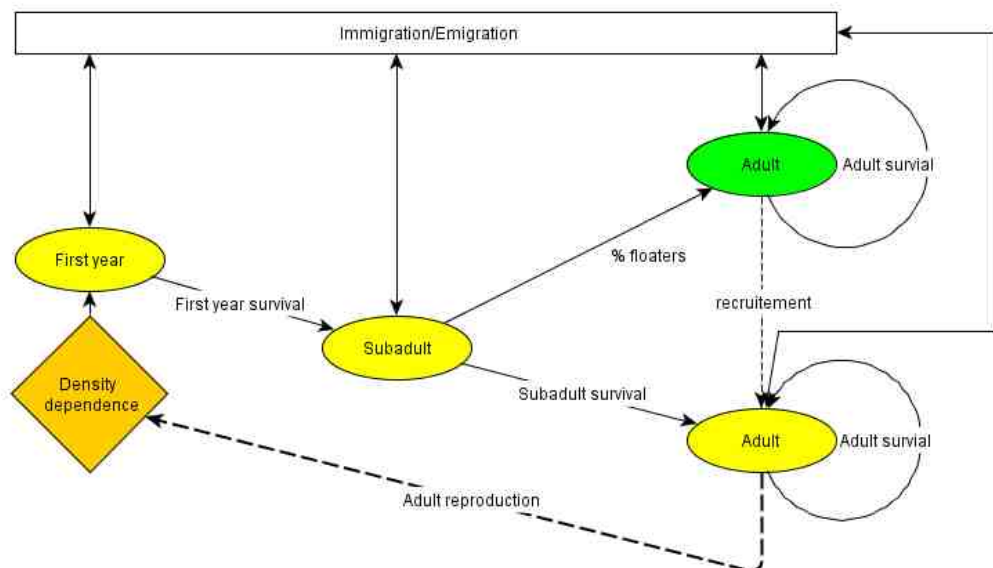 Immigration/Emigration
Adult
Adult survial
First year
% floaters
First year survival
recruitement
Subadult
Density
dependence
Subadult survival
Adult
Adult survial
Adult reproduction